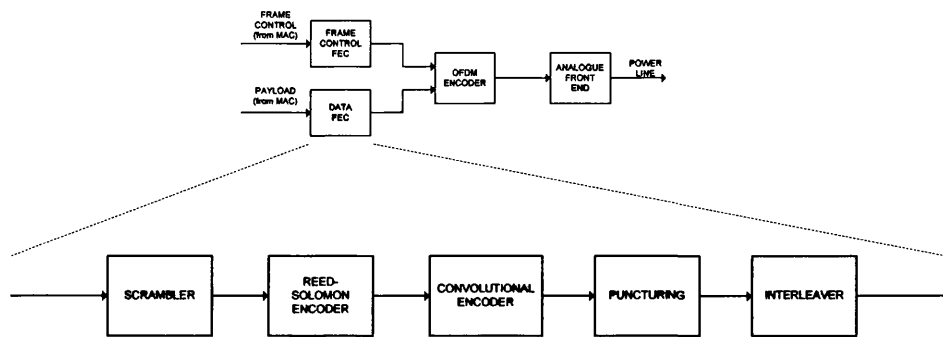 FRAME
CONTROL
(from MAC)
FRAME
CONTROL
FEC
OFDM
ENCODER
ANALOGUE
FRONT
END
POWER
LINE
PAYLOAD
(from MAC)
DATA
FEC
SCRAMBLER
REED-
SOLOMON
ENCODER
CONVOLUTIONAL
ENCODER
PUNCTURING
INTERLEAVER